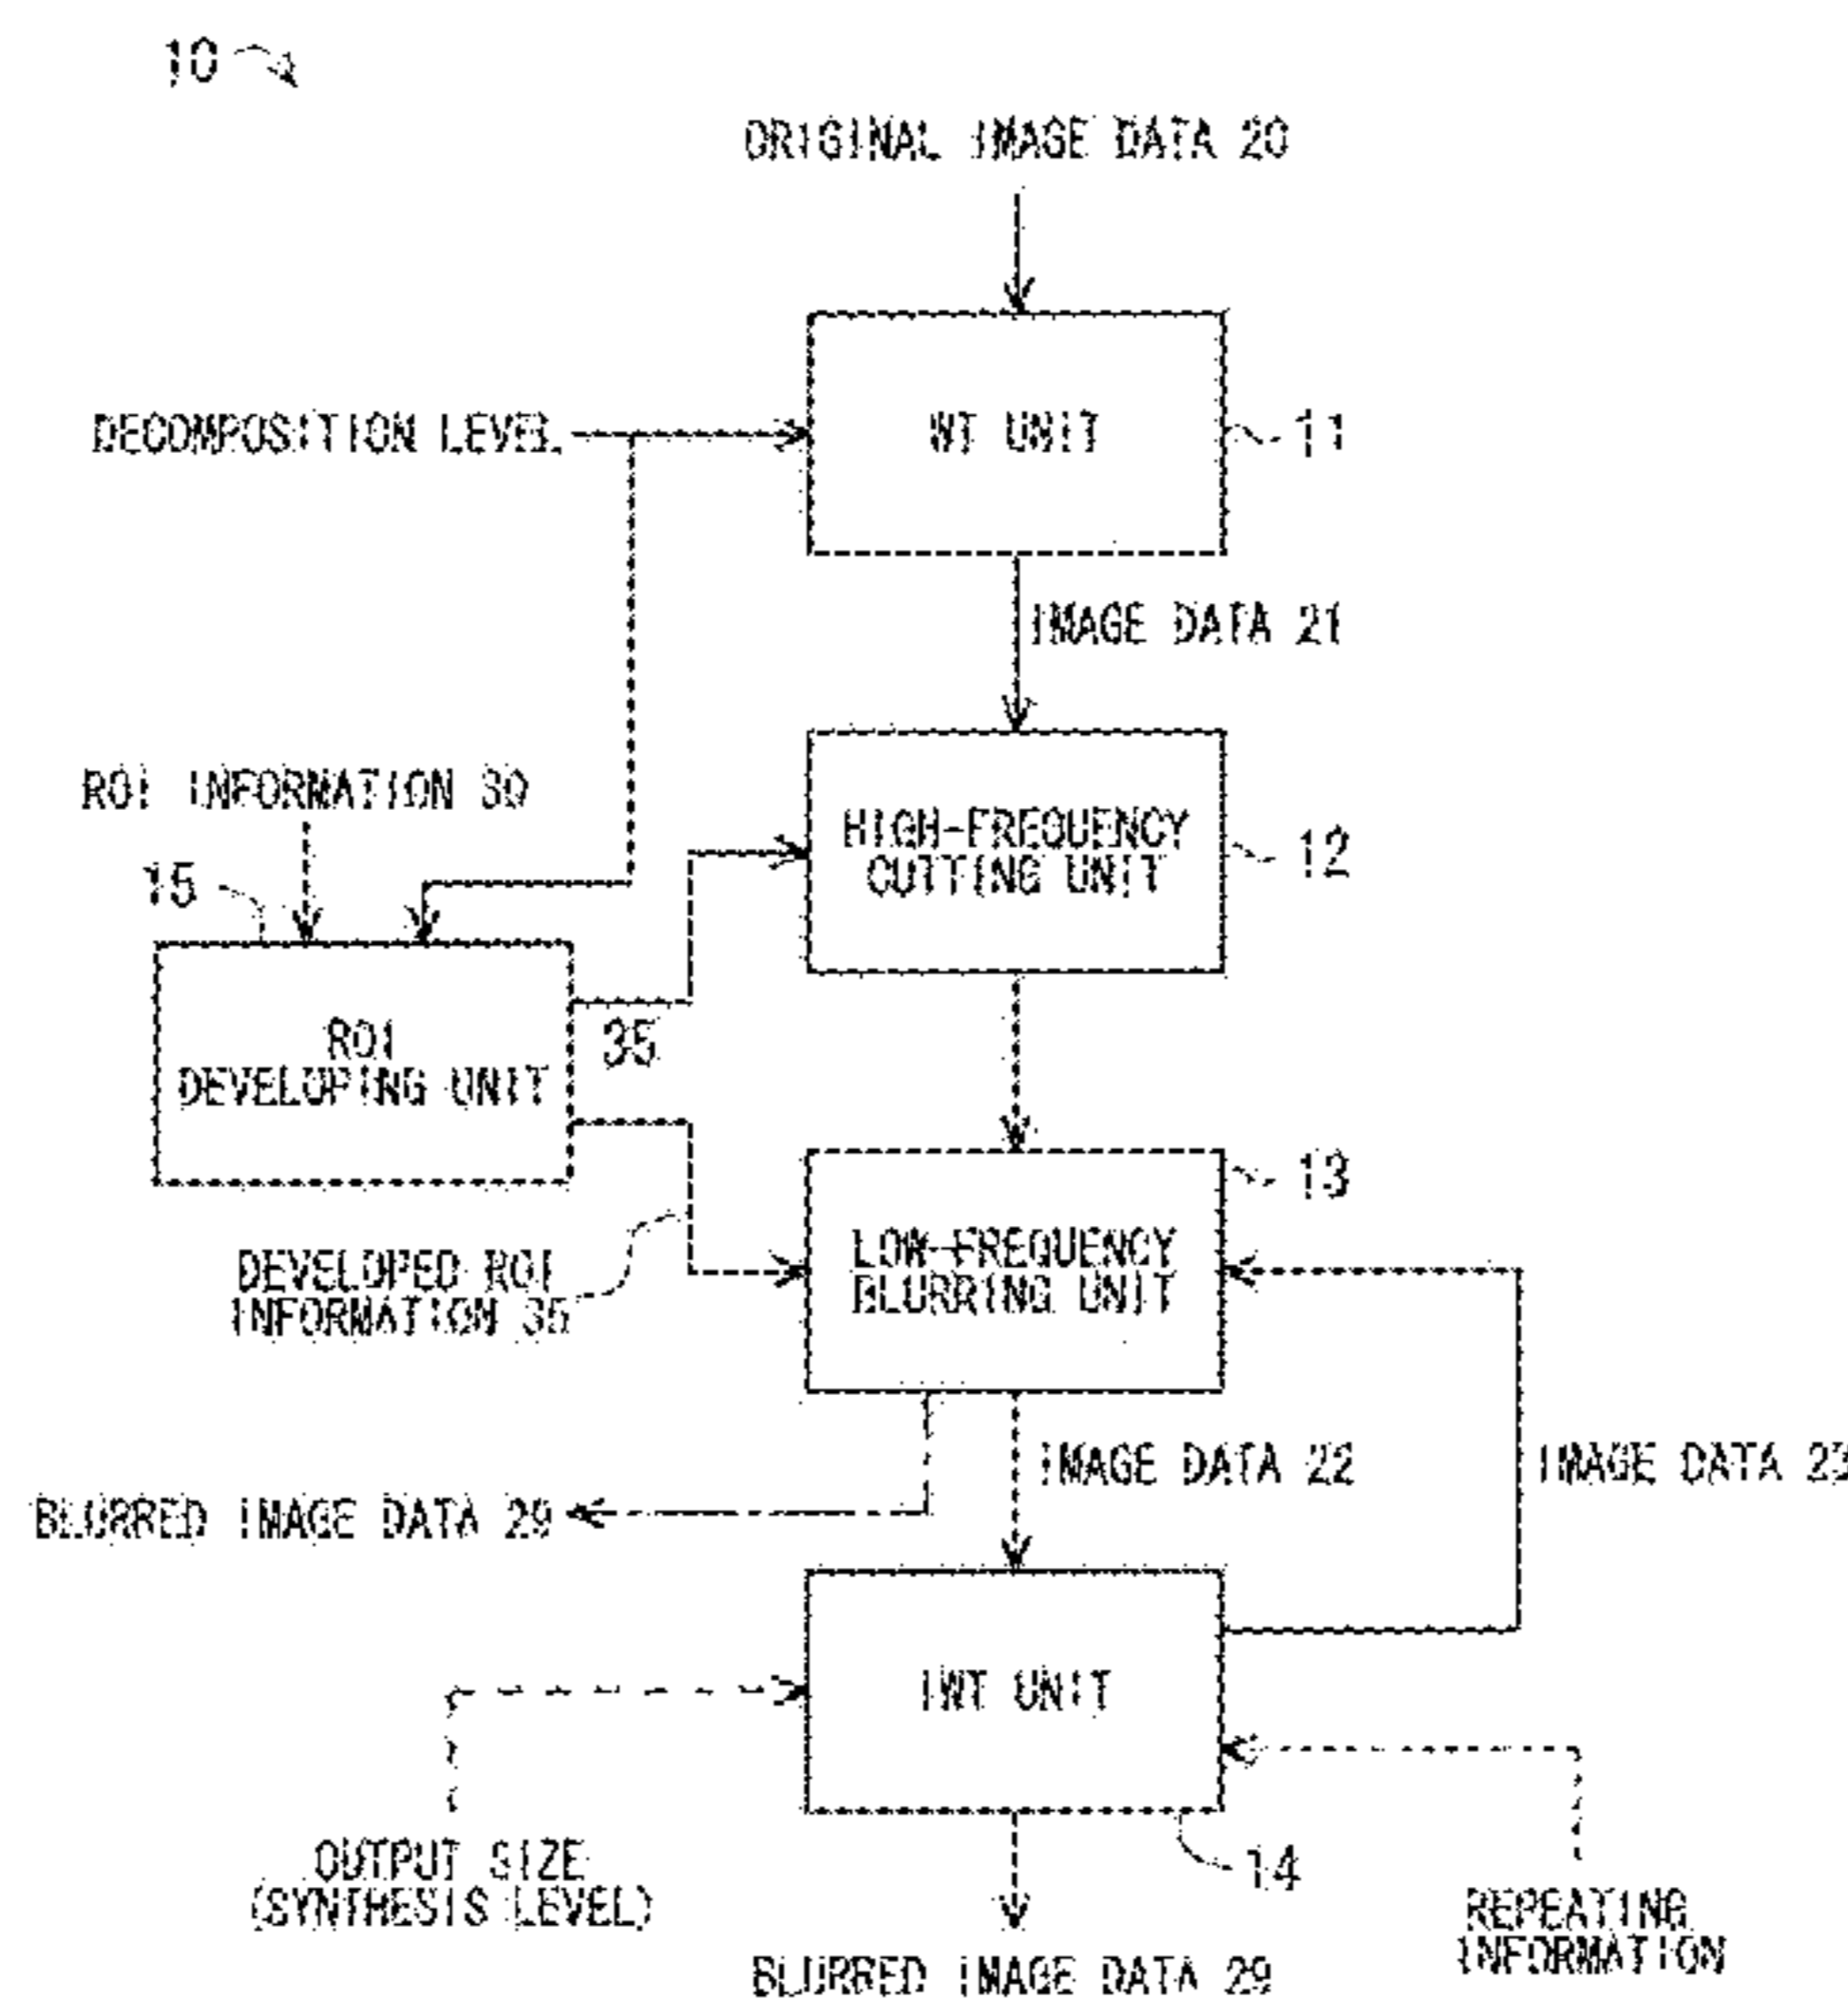 10
ORIGINAL IMAGE DATA 20
DECOMPOSITION LEVEL
WT UNIT
11
IMAGE DATA 21
ROI INFORMATION 30
HIGH-FREQUENCY
CUTTING UNIT
12
15
ROI
DEVELOPING UNIT
35
13
LOW-FREQUENCY
BLURRING UNIT
DEVELOPED ROI
INFORMATION 35
IMAGE DATA 22
IMAGE DATA 23
BLURRED IMAGE DATA 29
IWT UNIT
14
OUTPUT SIZE
(SYNTHESIS LEVEL)
REPEATING
INFORMATION
BLURRED IMAGE DATA 29